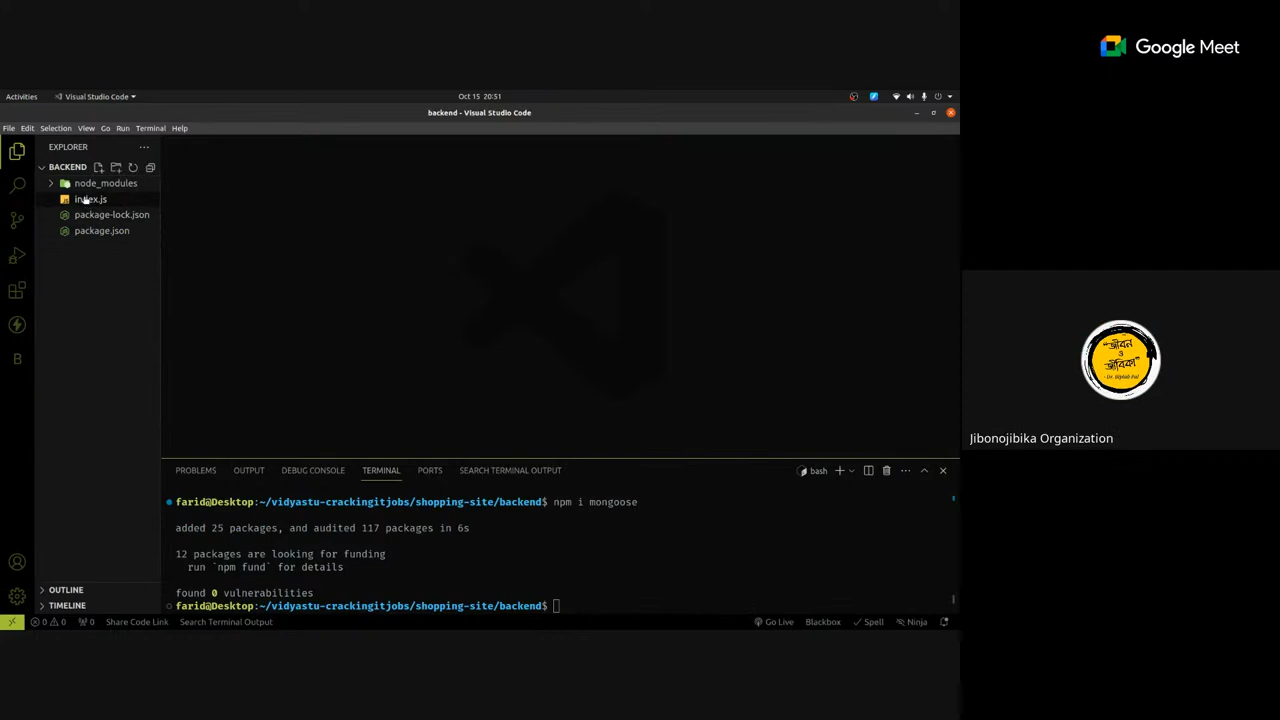 Google Meet
Activities
Visual Studio Code
Oct 15 20:51
backend - Visual Studio Code
File Edit Selection View Go Run Terminal Help
EXPLORER
BACKEND
node_modules
index.js
package-lock.json
package.json
B
OUTLINE
TIMELINE
PROBLEMS OUTPUT DEBUG CONSOLE TERMINAL PORTS SEARCH TERMINAL OUTPUT
bash
farid@Desktop:~/vidyastu-crackingitjobs/shopping-site/backend$ npm i mongoose
added 25 packages, and audited 117 packages in 6s
12 packages are looking for funding
run `npm fund` for details
found 0 vulnerabilities
farid@Desktop:~/vidyastu-crackingitjobs/shopping-site/backend$
0 0 0 Share Code Link Search Terminal Output Go Live Blackbox Spell Ninja
"জীবন
ও
জীবিকা"
Jibonojibika Organization